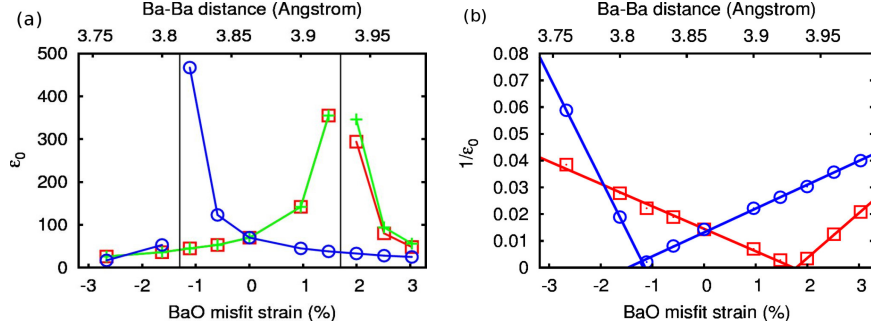 Ba-Ba distance (Angstrom)
(a)
3.75 3.8 3.85 3.9 3.95
500
400
300
200
100
0
ε0
-3 -2 -1 0 1 2 3
BaO misfit strain (%)
Ba-Ba distance (Angstrom)
(b)
3.75 3.8 3.85 3.9 3.95
0.08
0.07
0.06
0.05
0.04
0.03
0.02
0.01
0
1/ε0
-3 -2 -1 0 1 2 3
BaO misfit strain (%)